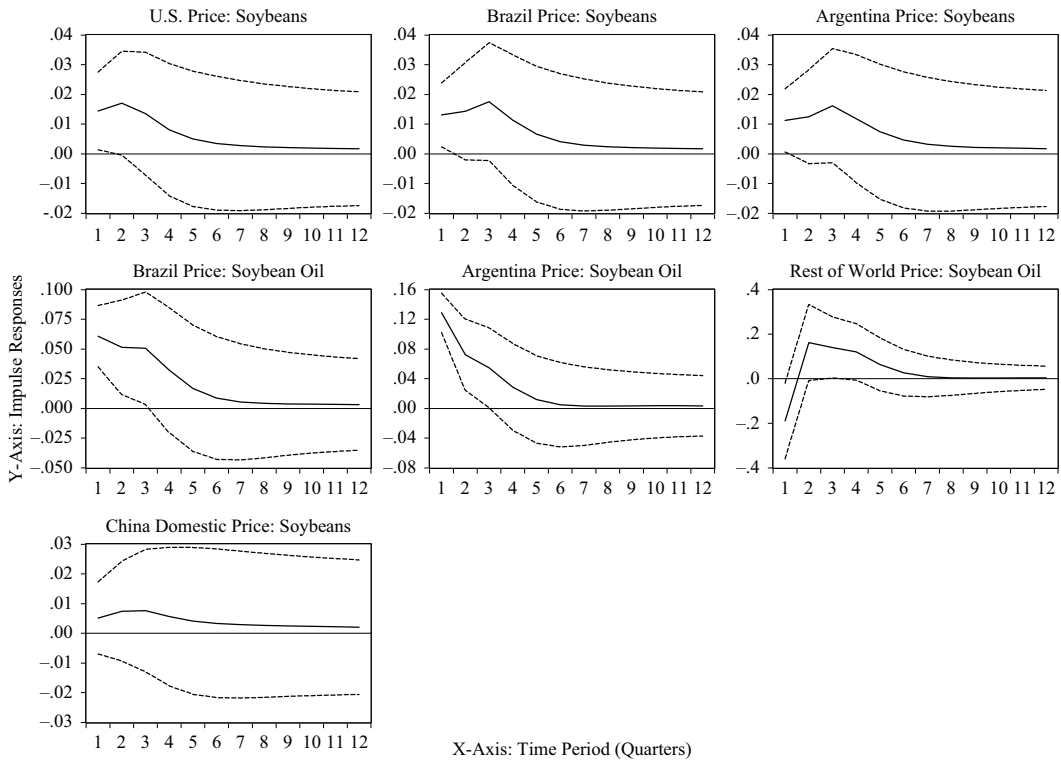 U.S. Price: Soybeans
.04
.03
.02
.01
.00
–.01
-.02
1 2 3 4 5 6 7 8 9 10 11 12
Brazil Price: Soybeans
.04
.03
.02
.01
.00
–.01
–.02
1 2 3 4 5 6 7 8 9 10 11 12
Argentina Price: Soybeans
.04
.03
.02
.01
.00
–.01
–.02
1 2 3 4 5 6 7 8 9 10 11 12
Y-Axis: Impulse Responses
Brazil Price: Soybean Oil
.100
.075
.050
.025
.000
–.025
–.050
1 2 3 4 5 6 7 8 9 10 11 12
Argentina Price: Soybean Oil
.16
.12
.08
.04
.00
–.04
–.08
1 2 3 4 5 6 7 8 9 10 11 12
Rest of World Price: Soybean Oil
.4
.2
.0
–.2
–.4
1 2 3 4 5 6 7 8 9 10 11 12
China Domestic Price: Soybeans
.03
.02
.01
.00
–.01
–.02
–.03
1 2 3 4 5 6 7 8 9 10 11 12
X-Axis: Time Period (Quarters)